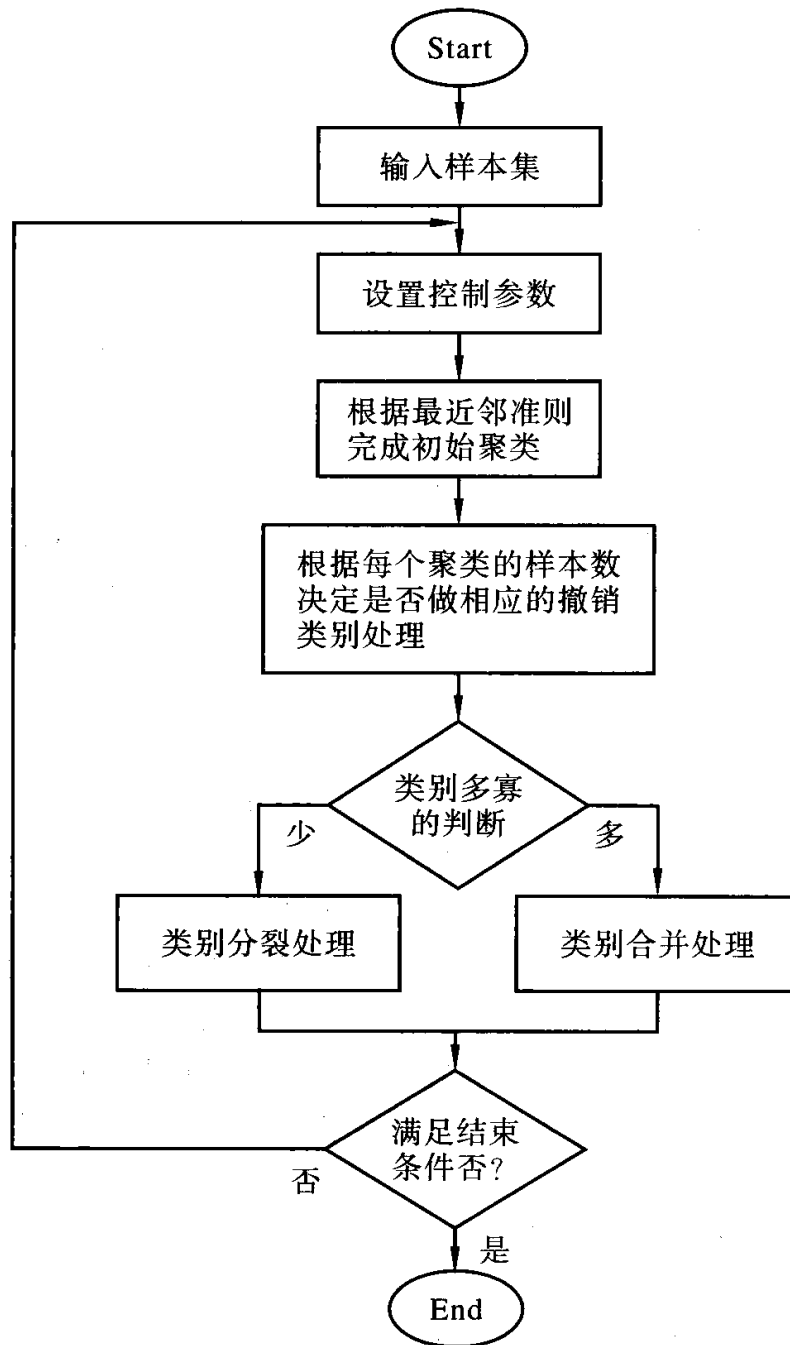 Start
输入样本集
设置控制参数
根据最近邻准则
完成初始聚类
根据每个聚类的样本数
决定是否做相应的撤销
类别处理
类别多寡
的判断
少
多
类别分裂处理
类别合并处理
满足结束
条件否?
否
是
End